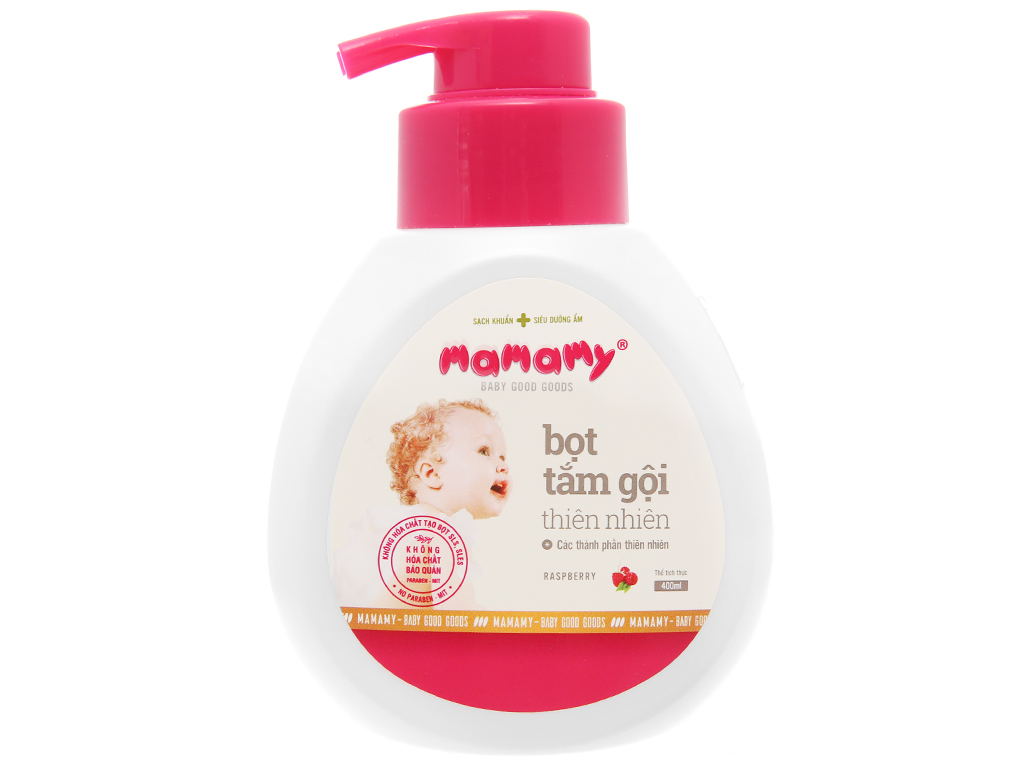 SẠCH KHUẨN + SIÊU DƯỠNG ẨM
mamamy®
BABY GOOD GOODS
bọt
tắm gội
thiên nhiên
Các thành phần thiên nhiên
RASPBERRY
Thể tích thực
400ml
KHÔNG HÓA CHẤT TẠO BỌT SLS, SLES
KHÔNG
HÓA CHẤT
BẢO QUẢN
PARABEN - MIT
• NO PARABEN - MIT •
MAMAMY - BABY GOOD GOODS MAMAMY - BABY GOOD GOODS MAMAMY - BABY GO